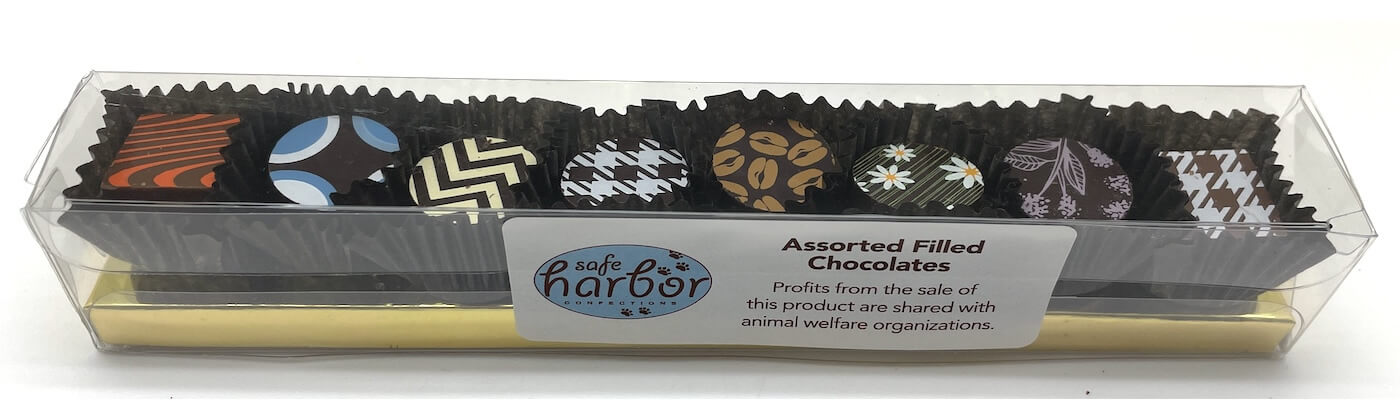 safe
harbor
CONFECTIONS
Assorted Filled
Chocolates
Profits from the sale of
this product are shared with
animal welfare organizations.